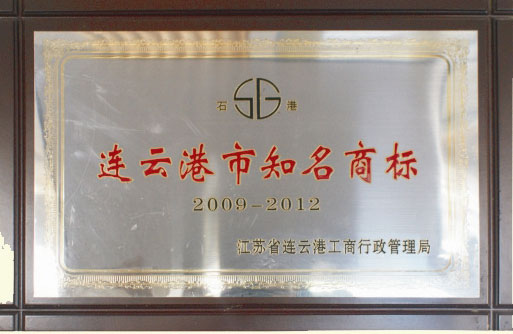 石 SG 港
连云港市知名商标
2009-2012
江苏省连云港工商行政管理局